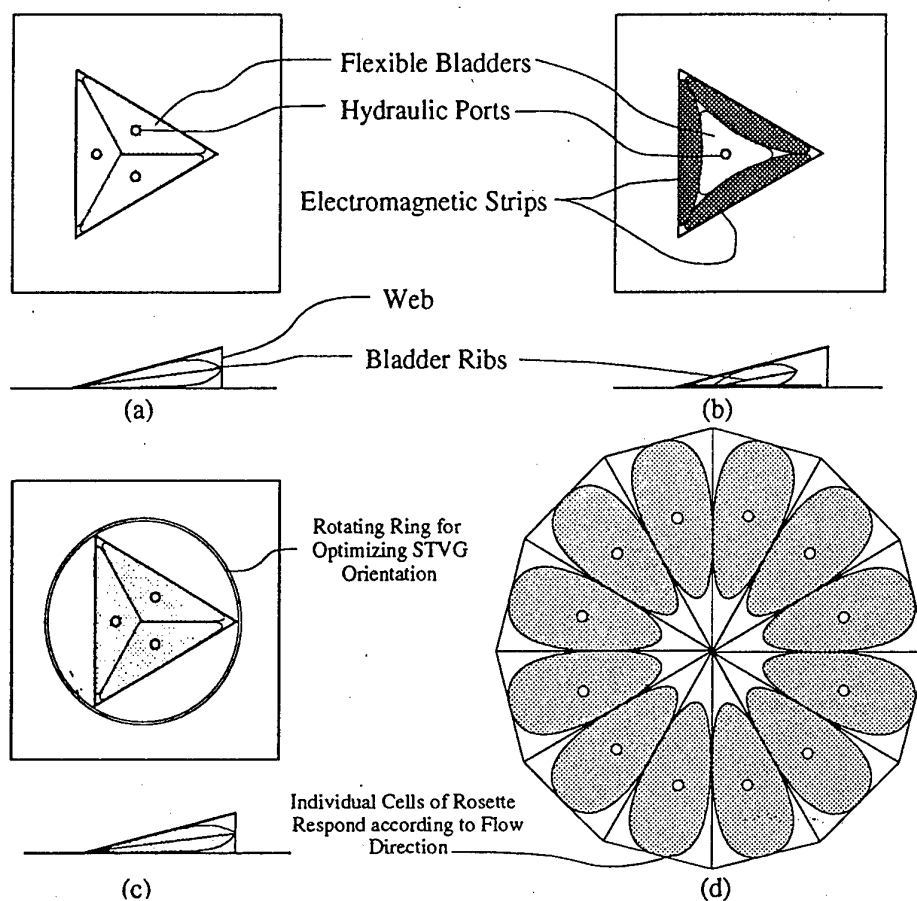 Flexible Bladders
Hydraulic Ports
Electromagnetic Strips
Web
Bladder Ribs
(a)
(b)
Rotating Ring for
Optimizing STVG
Orientation
Individual Cells of Rosette
Respond according to Flow
Direction
(c)
(d)